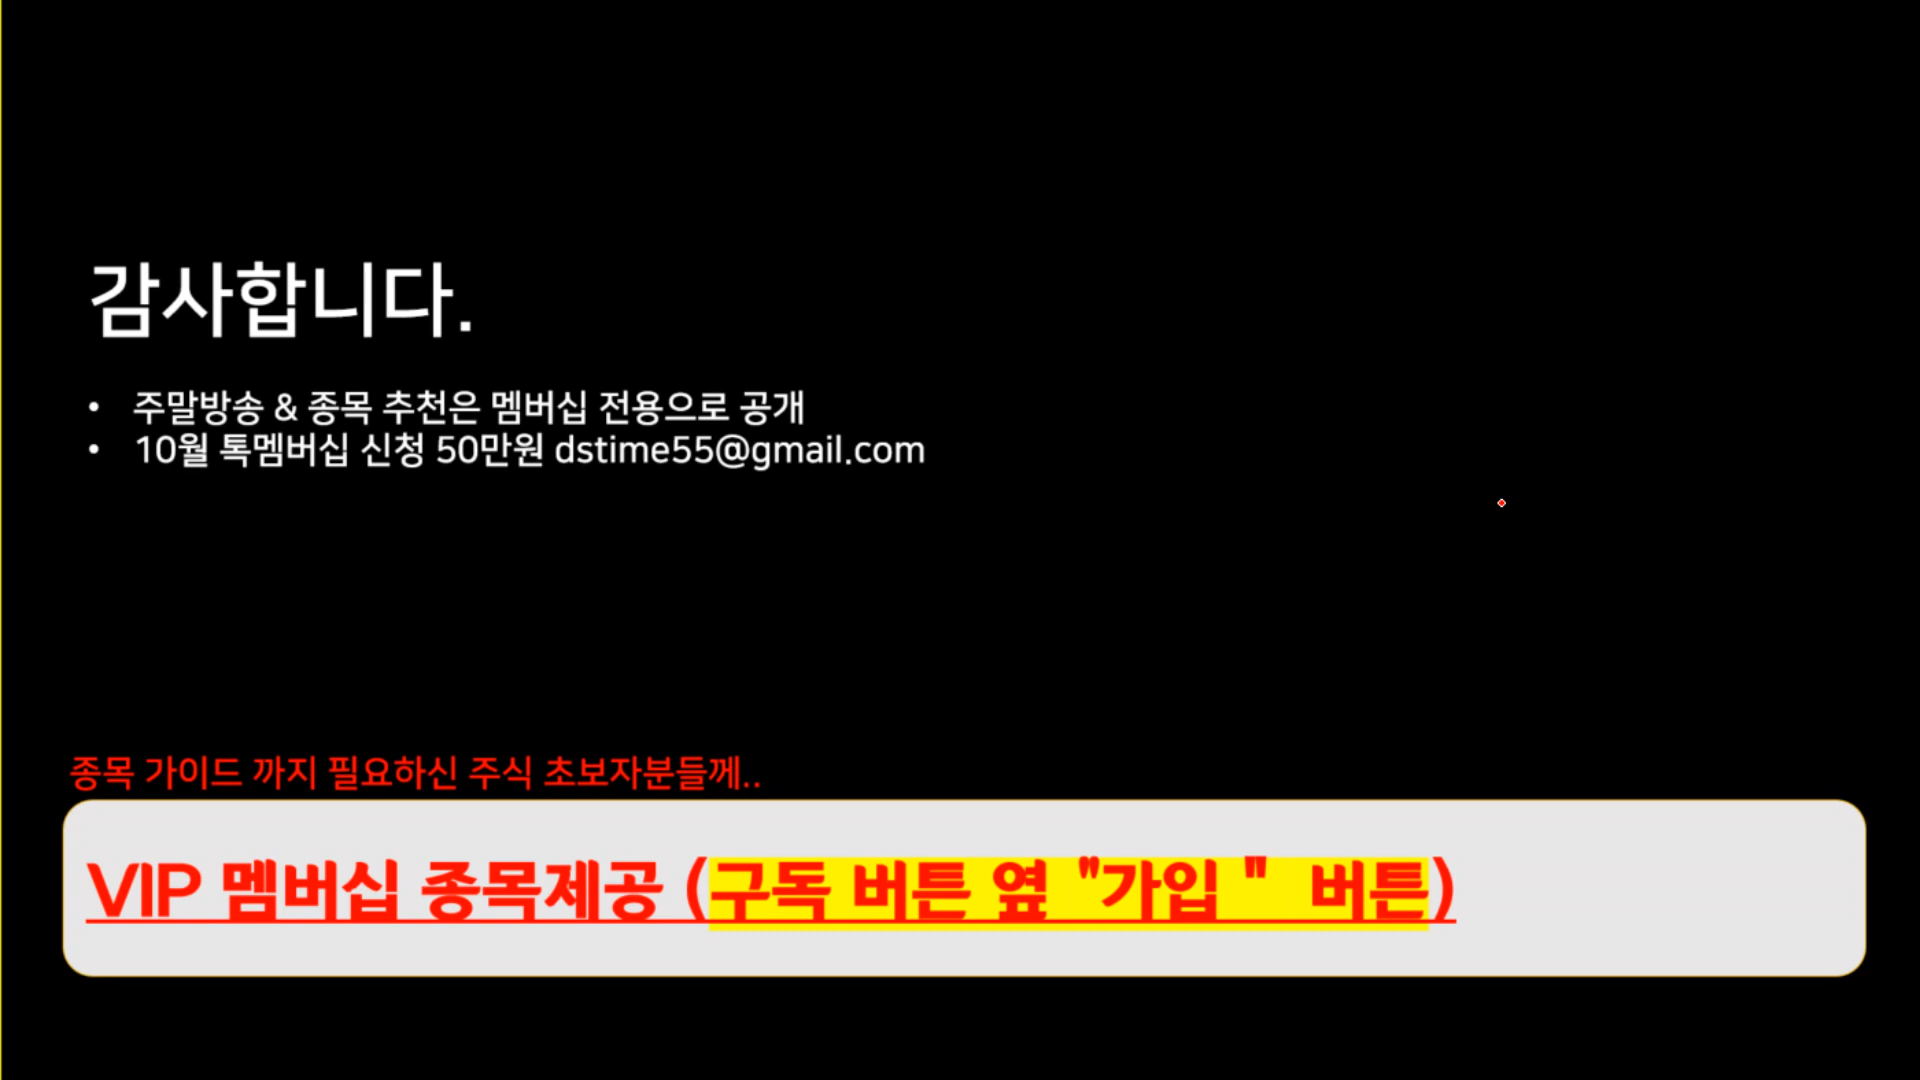 감사합니다.
• 주말방송 & 종목 추천은 멤버십 전용으로 공개
• 10월 톡멤버십 신청 50만원 dstime55@gmail.com
종목 가이드 까지 필요하신 주식 초보자분들께..
VIP 멤버십 종목제공 (구독 버튼 옆 "가입 " 버튼)